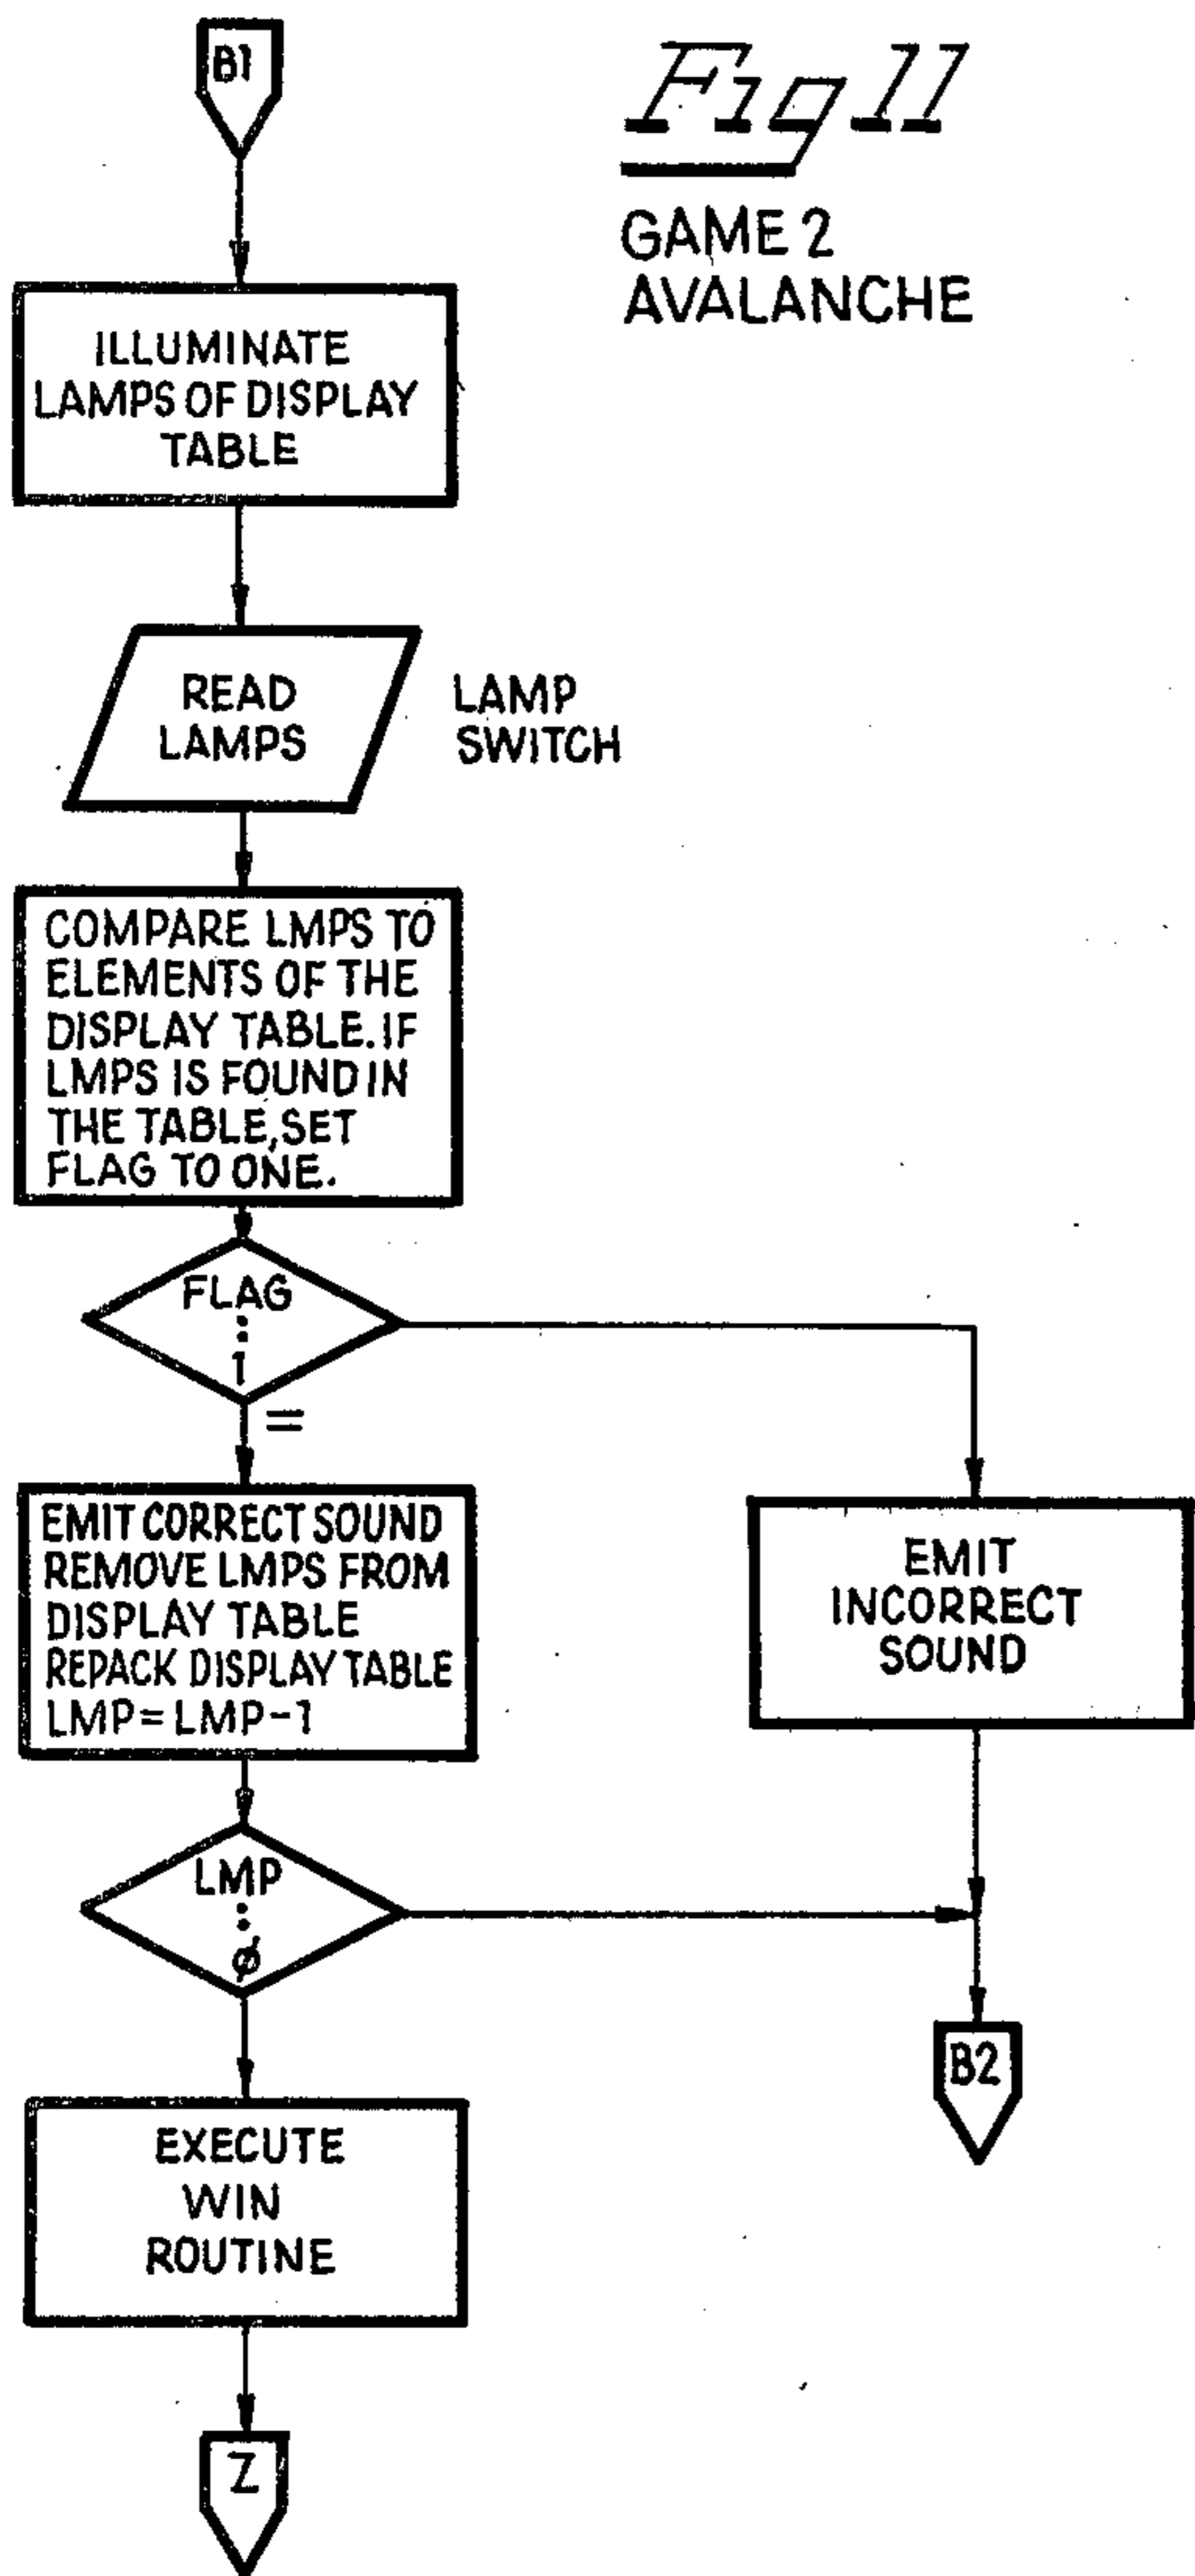 B1
Fig 11
GAME 2
AVALANCHE
ILLUMINATE
LAMPS OF DISPLAY
TABLE
READ
LAMPS
LAMP
SWITCH
COMPARE LMPS TO
ELEMENTS OF THE
DISPLAY TABLE. IF
LMPS IS FOUND IN
THE TABLE, SET
FLAG TO ONE.
FLAG
:
1
=
EMIT CORRECT SOUND
REMOVE LMPS FROM
DISPLAY TABLE
REPACK DISPLAY TABLE
LMP = LMP-1
EMIT
INCORRECT
SOUND
LMP
:
Ø
B2
EXECUTE
WIN
ROUTINE
Z